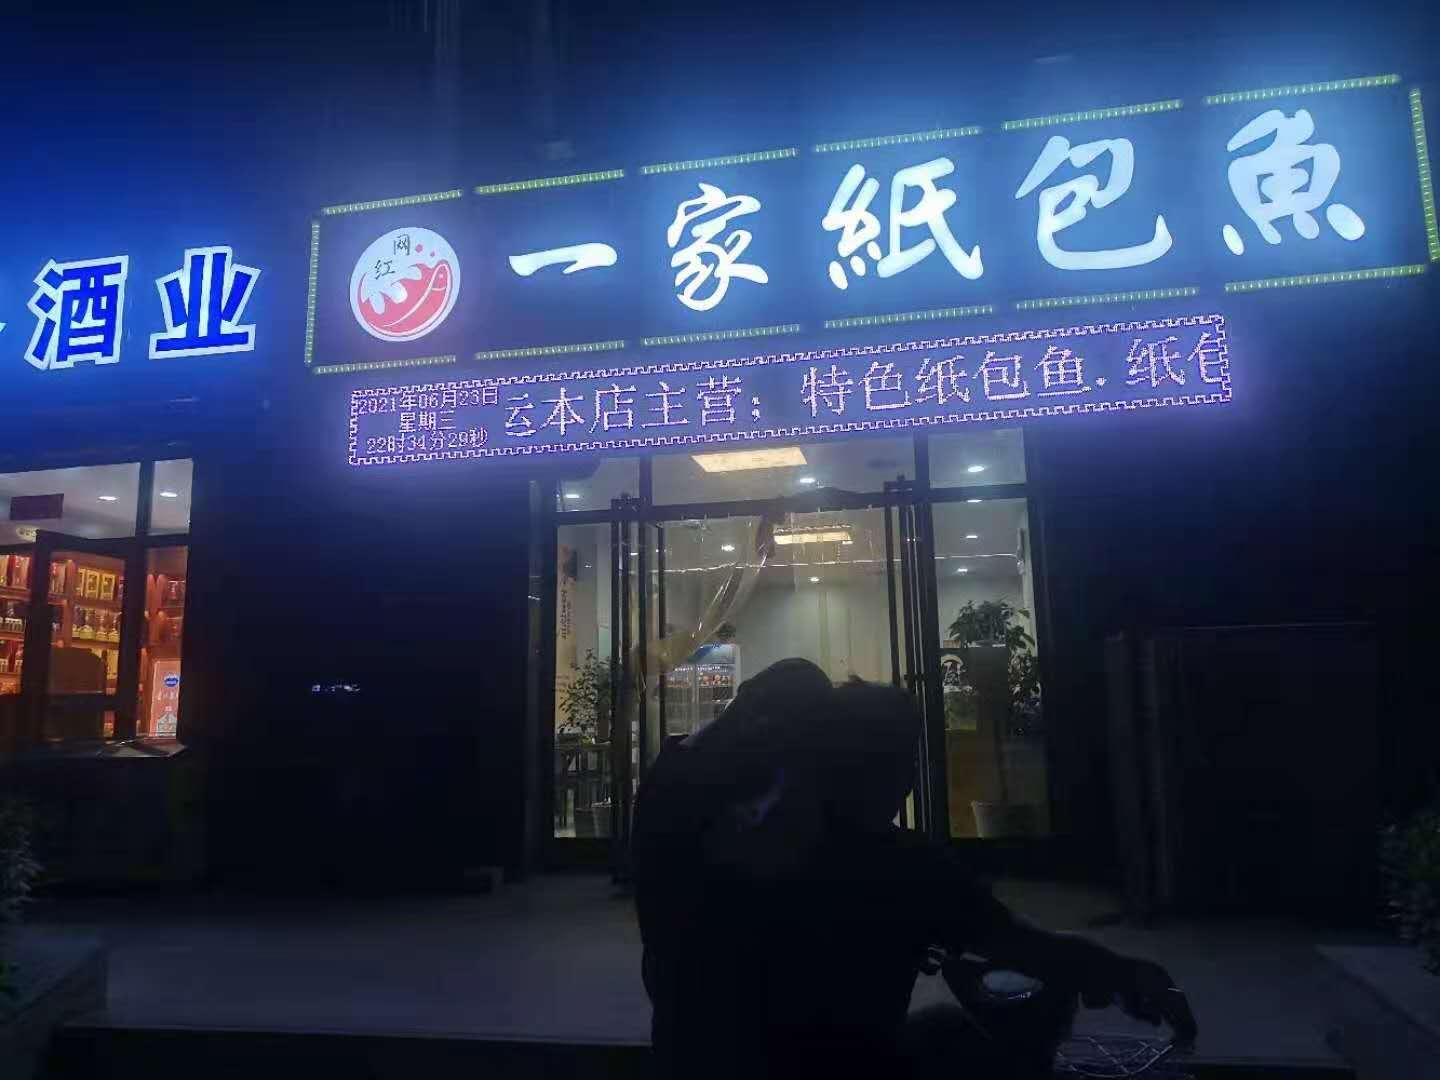 酒业
网红
一家紙包魚
2021年06月23日
星期三
22时34分29秒
本店主营：特色纸包鱼.纸包